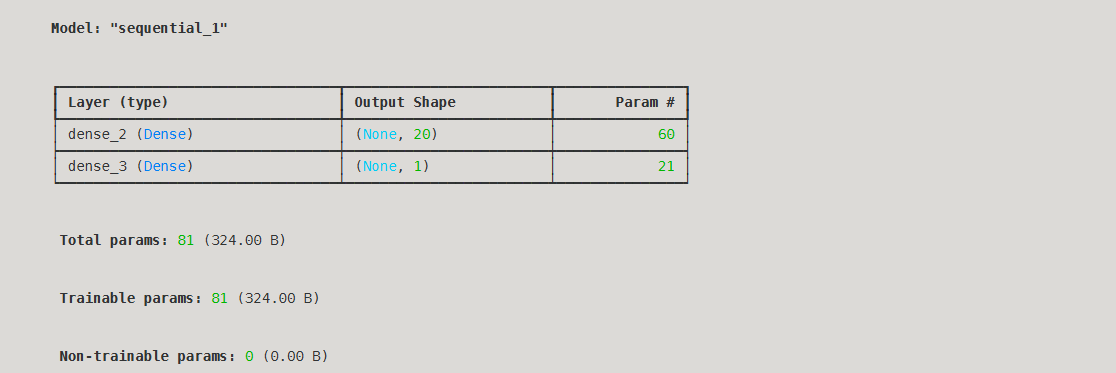 Model: "sequential_1"
Layer (type) Output Shape Param #
dense_2 (Dense) (None, 20) 60
dense_3 (Dense) (None, 1) 21
Total params: 81 (324.00 B)
Trainable params: 81 (324.00 B)
Non-trainable params: 0 (0.00 B)